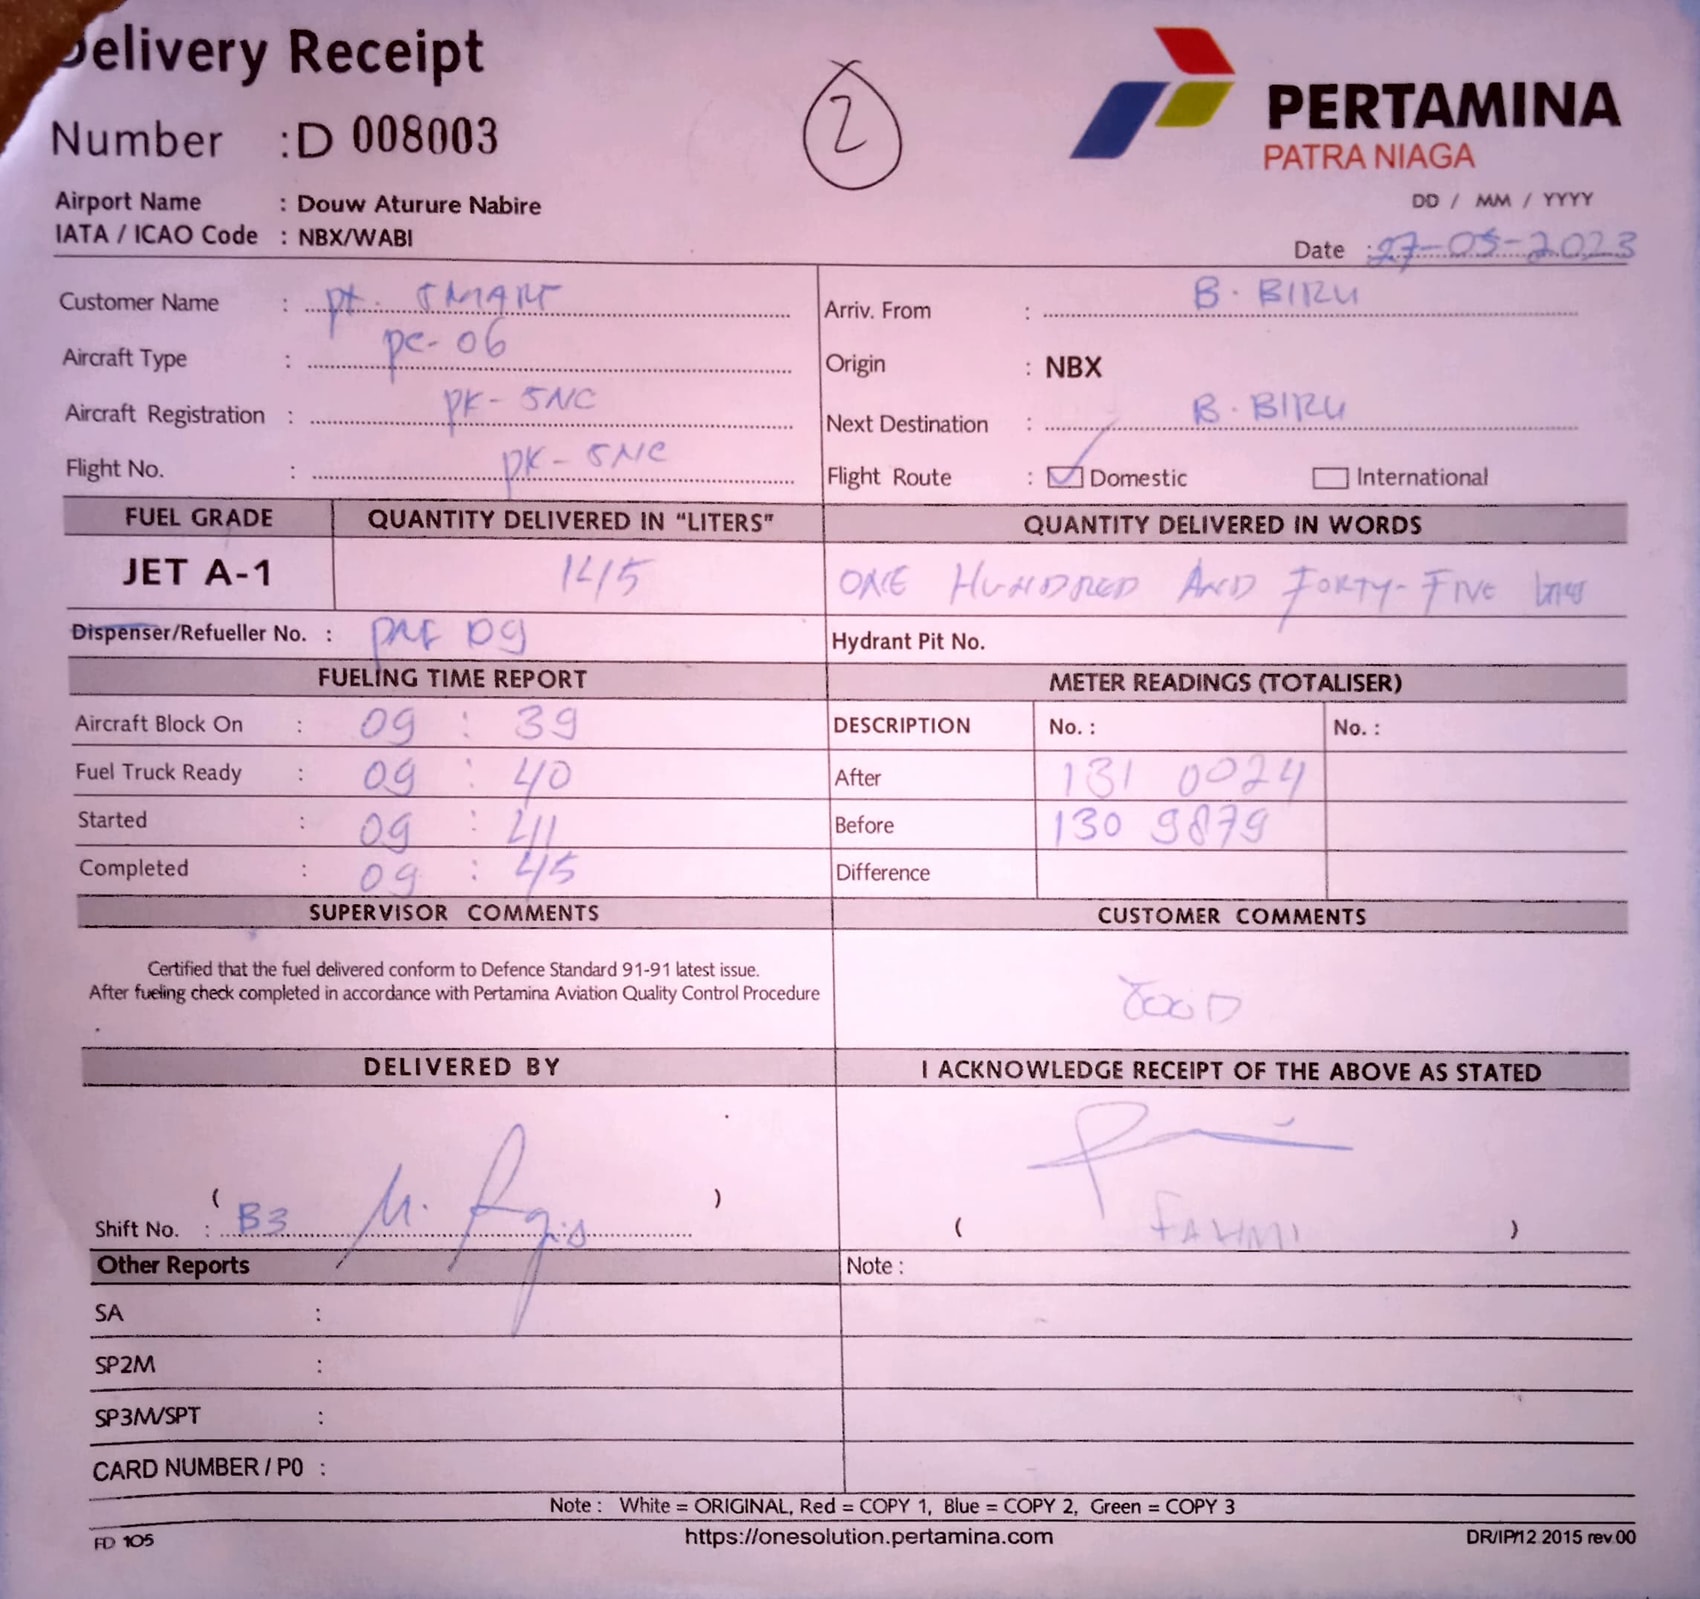 Delivery Receipt
Number : D 008003
2
PERTAMINA
PATRA NIAGA
Airport Name : Douw Aturure Nabire
IATA / ICAO Code : NBX/WABI
DD / MM / YYYY
Date : 27-05-2023
Customer Name : pt. SMART
Arriv. From : B. BIRU
Aircraft Type : pc-06
Origin : NBX
Aircraft Registration : pk-SNC
Next Destination : B. BIRU
Flight No. : pk-SNC
Flight Route : Domestic International
FUEL GRADE QUANTITY DELIVERED IN "LITERS" QUANTITY DELIVERED IN WORDS
JET A-1 145 ONE HUNDRED AND FORTY-FIVE
Dispenser/Refueller No. : 09 Hydrant Pit No.
FUELING TIME REPORT METER READINGS (TOTALISER)
Aircraft Block On : 09 : 39 DESCRIPTION No. : No. :
Fuel Truck Ready : 09 : 40 After 131 0024
Started : 09 : 41 Before 130 9879
Completed : 09 : 45 Difference
SUPERVISOR COMMENTS CUSTOMER COMMENTS
Certified that the fuel delivered conform to Defence Standard 91-91 latest issue.
After fueling check completed in accordance with Pertamina Aviation Quality Control Procedure
GOOD
DELIVERED BY I ACKNOWLEDGE RECEIPT OF THE ABOVE AS STATED
( )
Shift No. : B3
( FAHMI )
Other Reports Note :
SA :
SP2M :
SP3M/SPT :
CARD NUMBER / PO :
Note : White = ORIGINAL, Red = COPY 1, Blue = COPY 2, Green = COPY 3
FD 105 https://onesolution.pertamina.com DR/IP/12 2015 rev.00